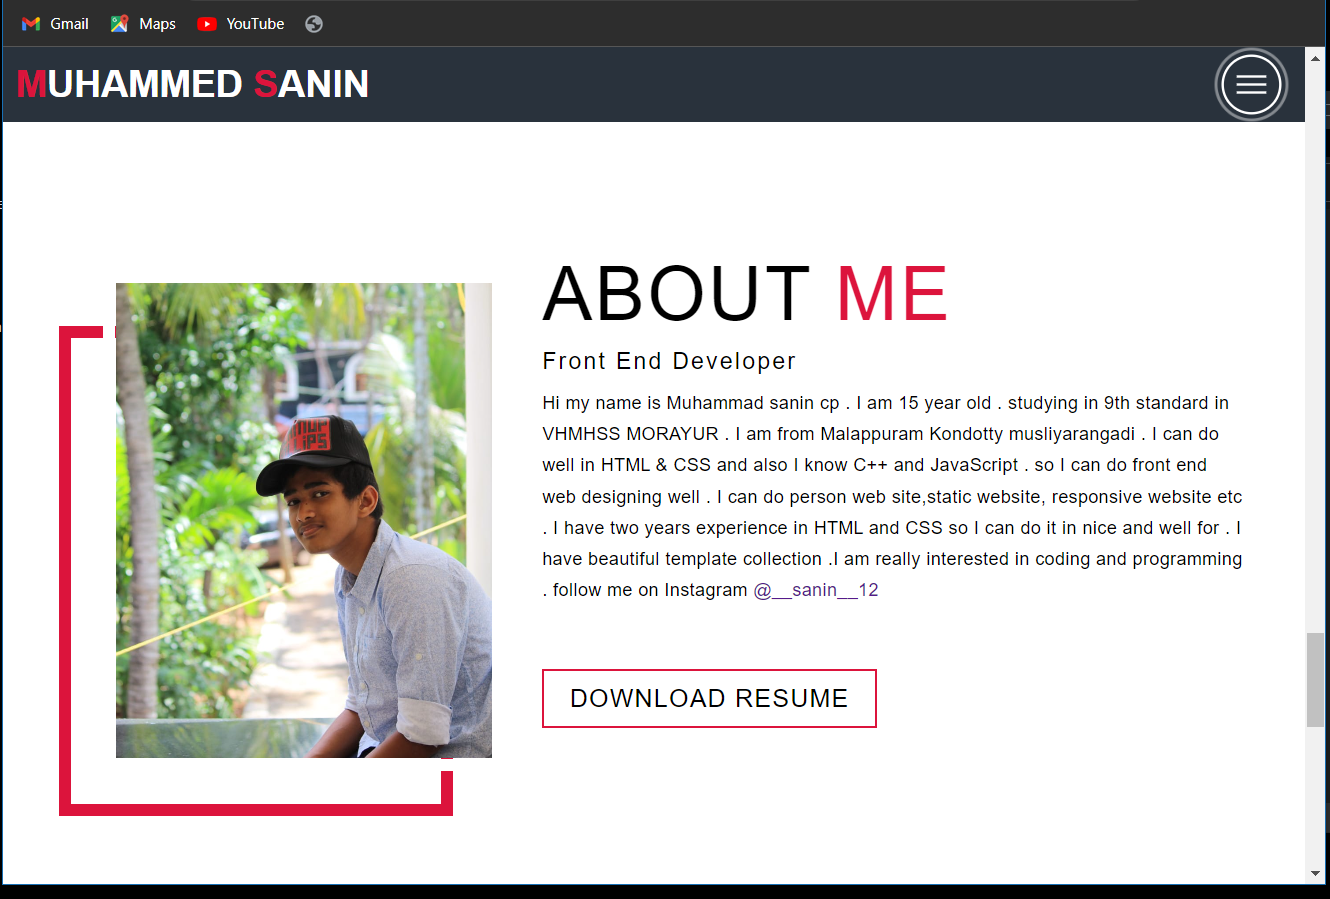 Gmail Maps YouTube
MUHAMMED SANIN
ABOUT ME
Front End Developer
Hi my name is Muhammad sanin cp . I am 15 year old . studying in 9th standard in
VHMHSS MORAYUR . I am from Malappuram Kondotty musliyarangadi . I can do
well in HTML & CSS and also I know C++ and JavaScript . so I can do front end
web designing well . I can do person web site,static website, responsive website etc
. I have two years experience in HTML and CSS so I can do it in nice and well for . I
have beautiful template collection .I am really interested in coding and programming
. follow me on Instagram @__sanin__12
DOWNLOAD RESUME